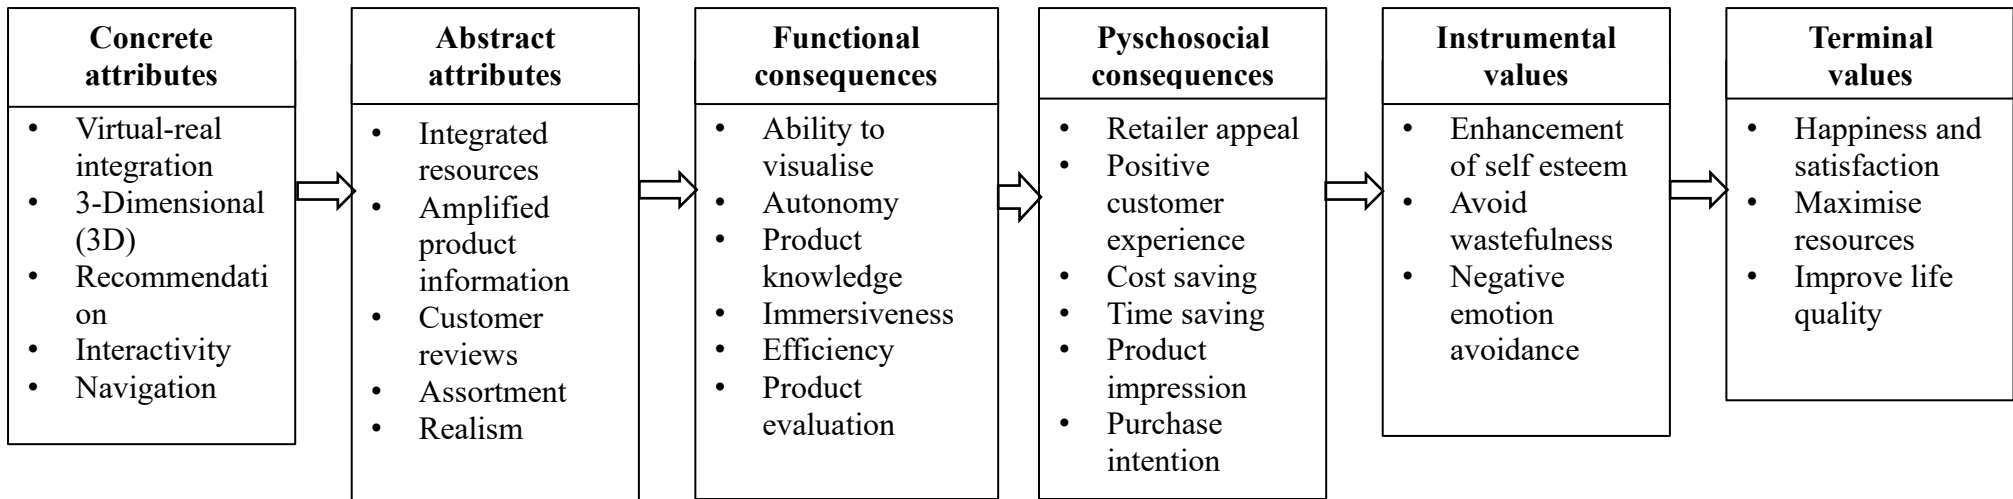 Concrete
attributes
• Virtual-real
integration
• 3-Dimensional
(3D)
• Recommendati
on
• Interactivity
• Navigation
Abstract
attributes
• Integrated
resources
• Amplified
product
information
• Customer
reviews
• Assortment
• Realism
Functional
consequences
• Ability to
visualise
• Autonomy
• Product
knowledge
• Immersiveness
• Efficiency
• Product
evaluation
Pyschosocial
consequences
• Retailer appeal
• Positive
customer
experience
• Cost saving
• Time saving
• Product
impression
• Purchase
intention
Instrumental
values
• Enhancement
of self esteem
• Avoid
wastefulness
• Negative
emotion
avoidance
Terminal
values
• Happiness and
satisfaction
• Maximise
resources
• Improve life
quality